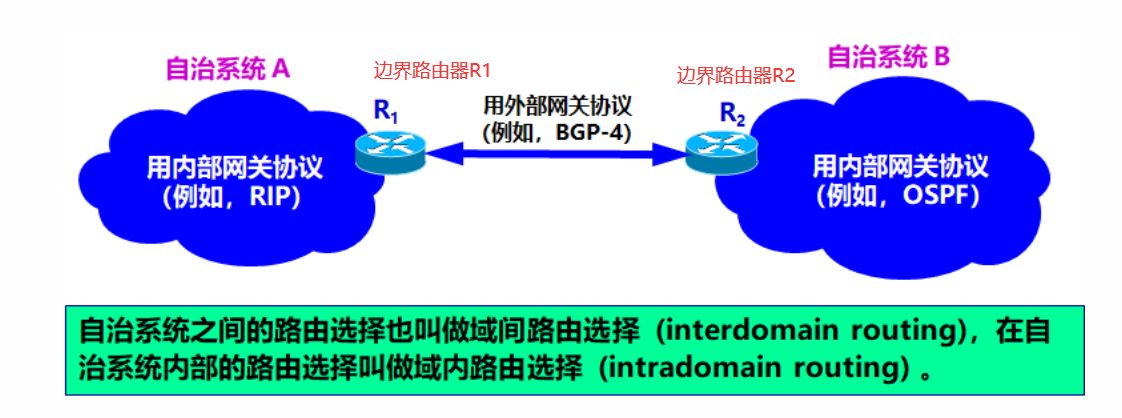 自治系统 A
边界路由器R1
边界路由器R2
自治系统 B
R1
用外部网关协议
(例如，BGP-4)
R2
用内部网关协议
(例如，RIP)
用内部网关协议
(例如，OSPF)
自治系统之间的路由选择也叫做域间路由选择 (interdomain routing)，在自
治系统内部的路由选择叫做域内路由选择 (intradomain routing) 。